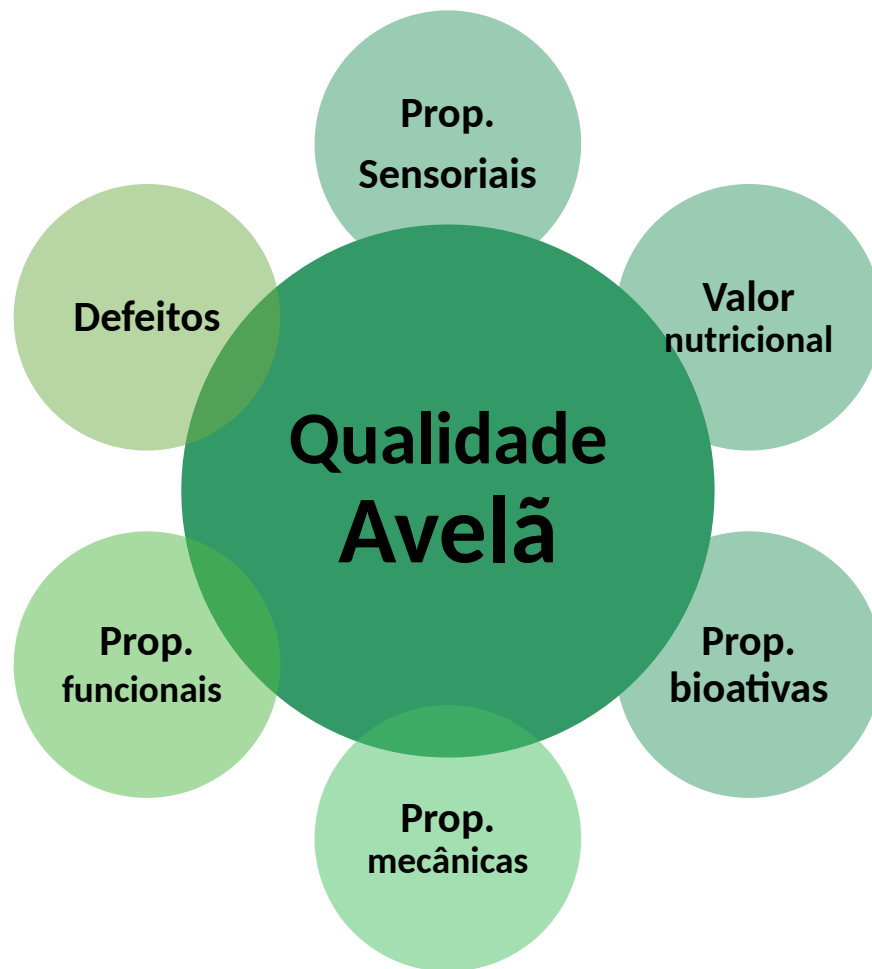 Prop.
Sensoriais
Defeitos
Valor
nutricional
Qualidade
Avelã
Prop.
funcionais
Prop.
bioativas
Prop.
mecânicas